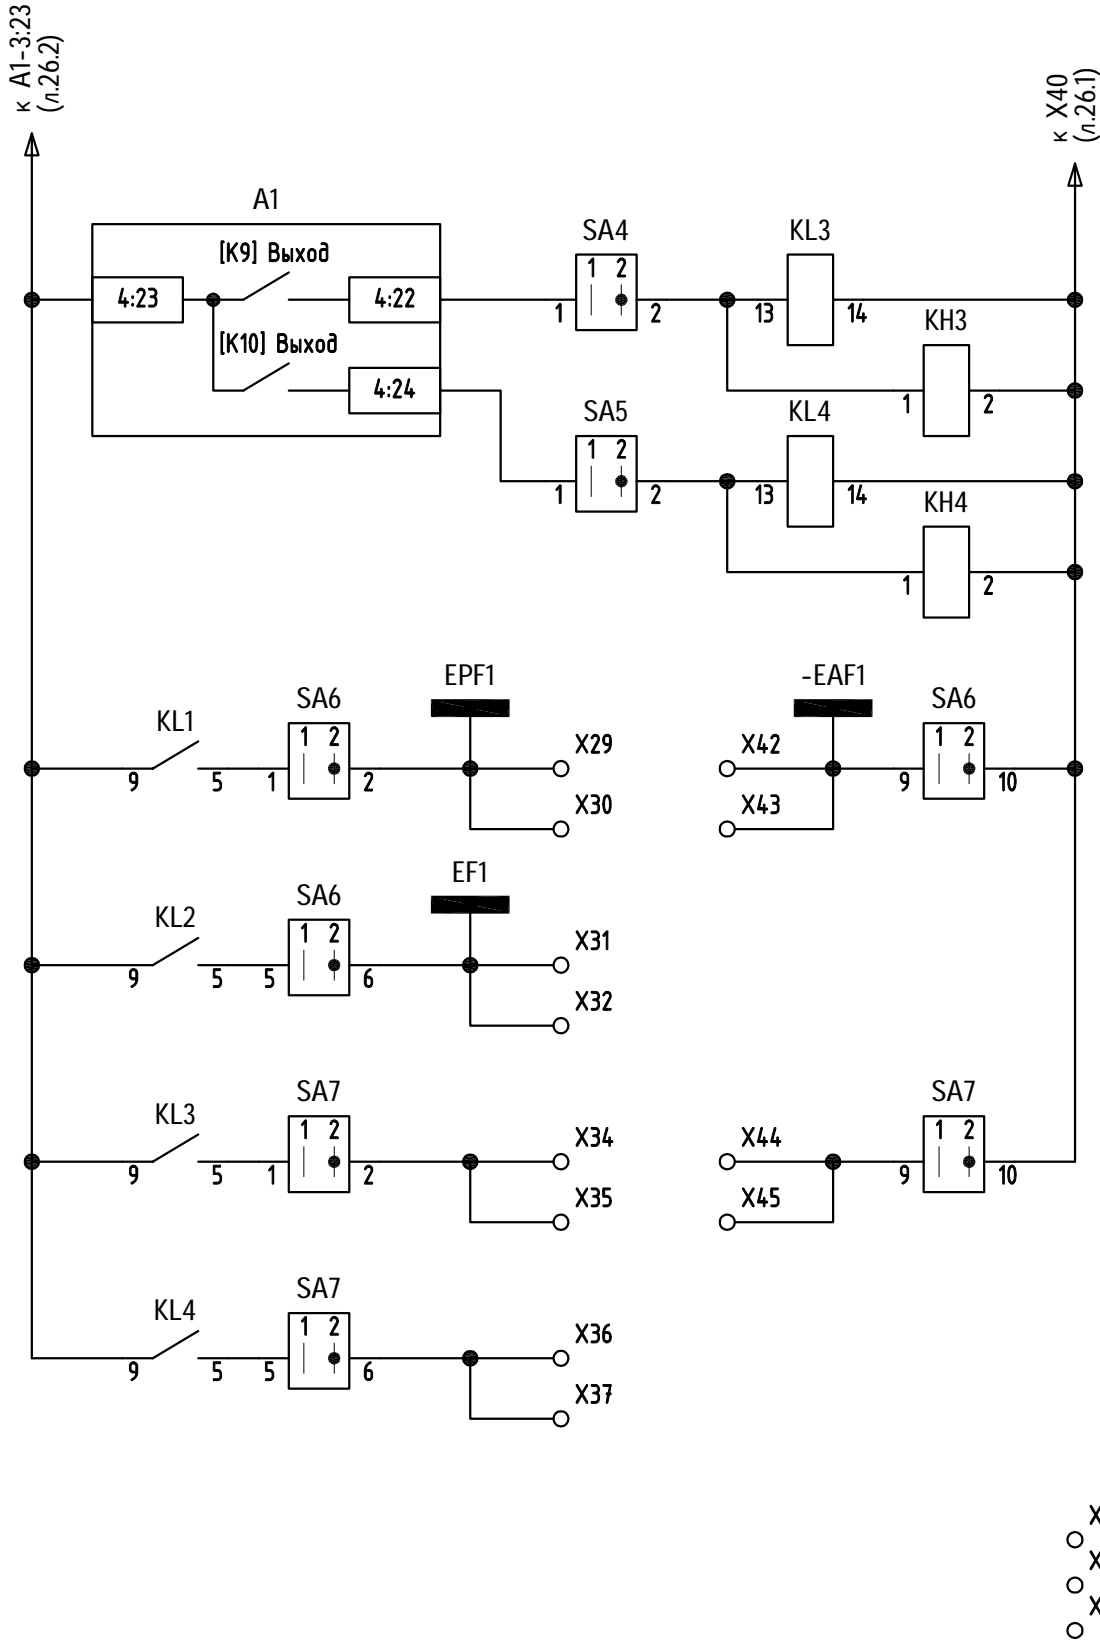 к А1-3:23
(л.26.2)
к Х40
(л.26.1)
А1
[К9] Выход
4:23
4:22
[К10] Выход
4:24
SA4
1 2
1
2
KL3
13
14
KH3
1
2
SA5
1 2
1
2
KL4
13
14
KH4
1
2
KL1
9
5
SA6
1 2
1
2
EPF1
X29
X30
-EAF1
X42
X43
SA6
1 2
9
10
KL2
9
5
SA6
1 2
5
6
EF1
X31
X32
KL3
9
5
SA7
1 2
1
2
X34
X35
X44
X45
SA7
1 2
9
10
KL4
9
5
SA7
1 2
5
6
X36
X37
X
X
X